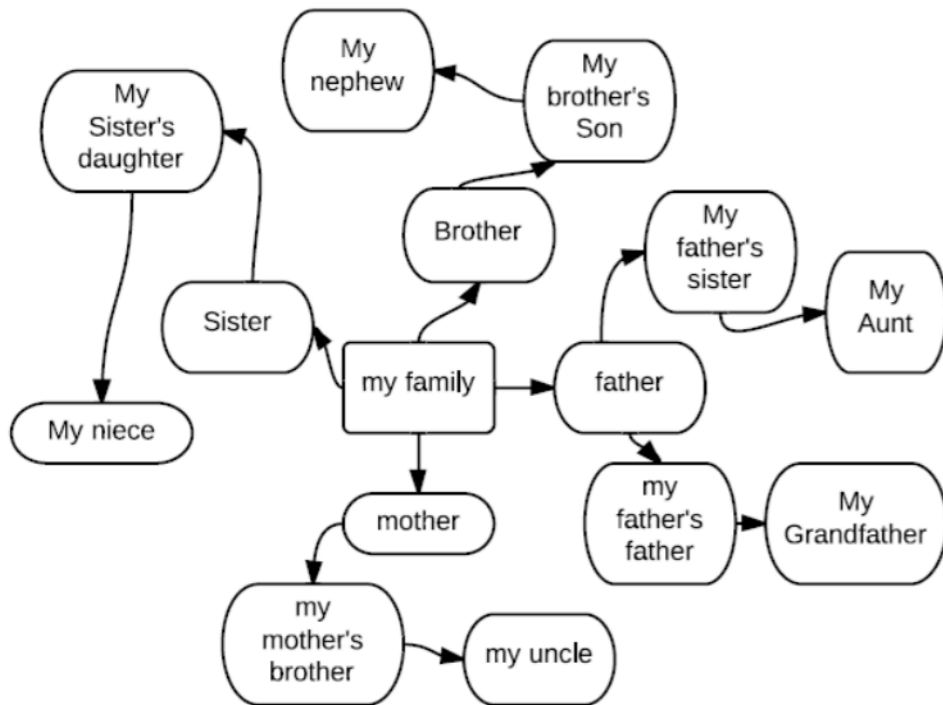 My
nephew
My
brother's
Son
My
Sister's
daughter
Brother
My
father's
sister
My
Aunt
Sister
my family
father
My niece
mother
my
father's
father
My
Grandfather
my
mother's
brother
my uncle